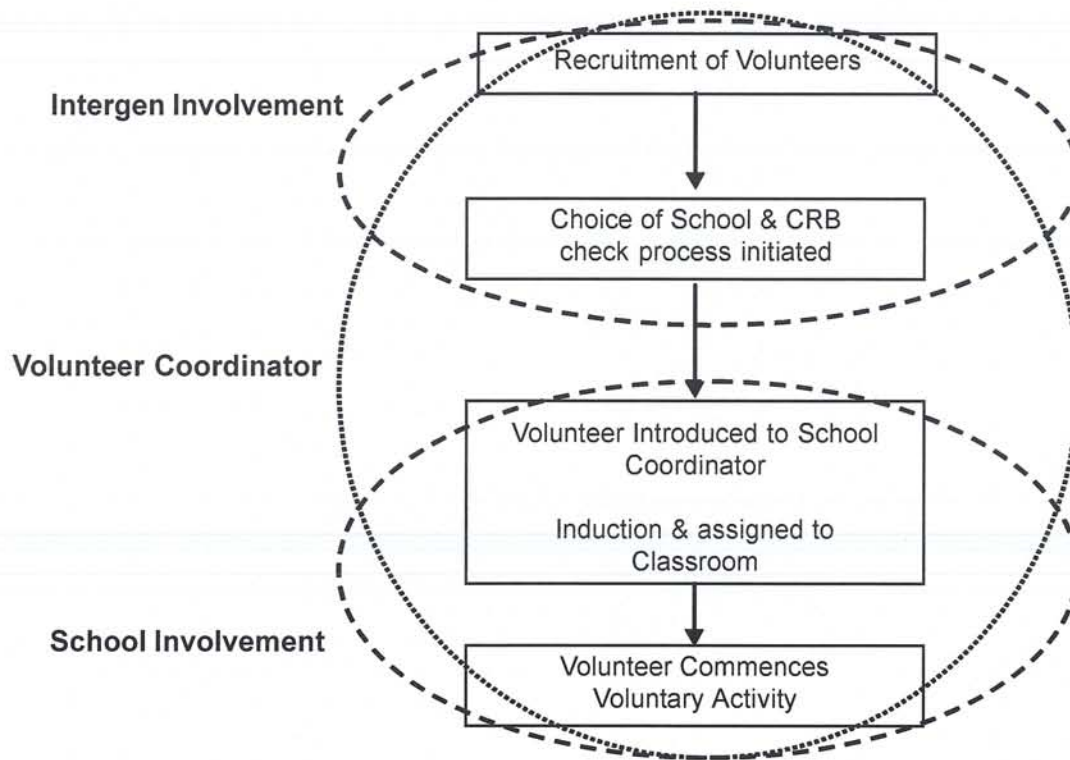 Recruitment of Volunteers
Intergen Involvement
Choice of School & CRB
check process initiated
Volunteer Coordinator
Volunteer Introduced to School
Coordinator
Induction & assigned to
Classroom
School Involvement
Volunteer Commences
Voluntary Activity